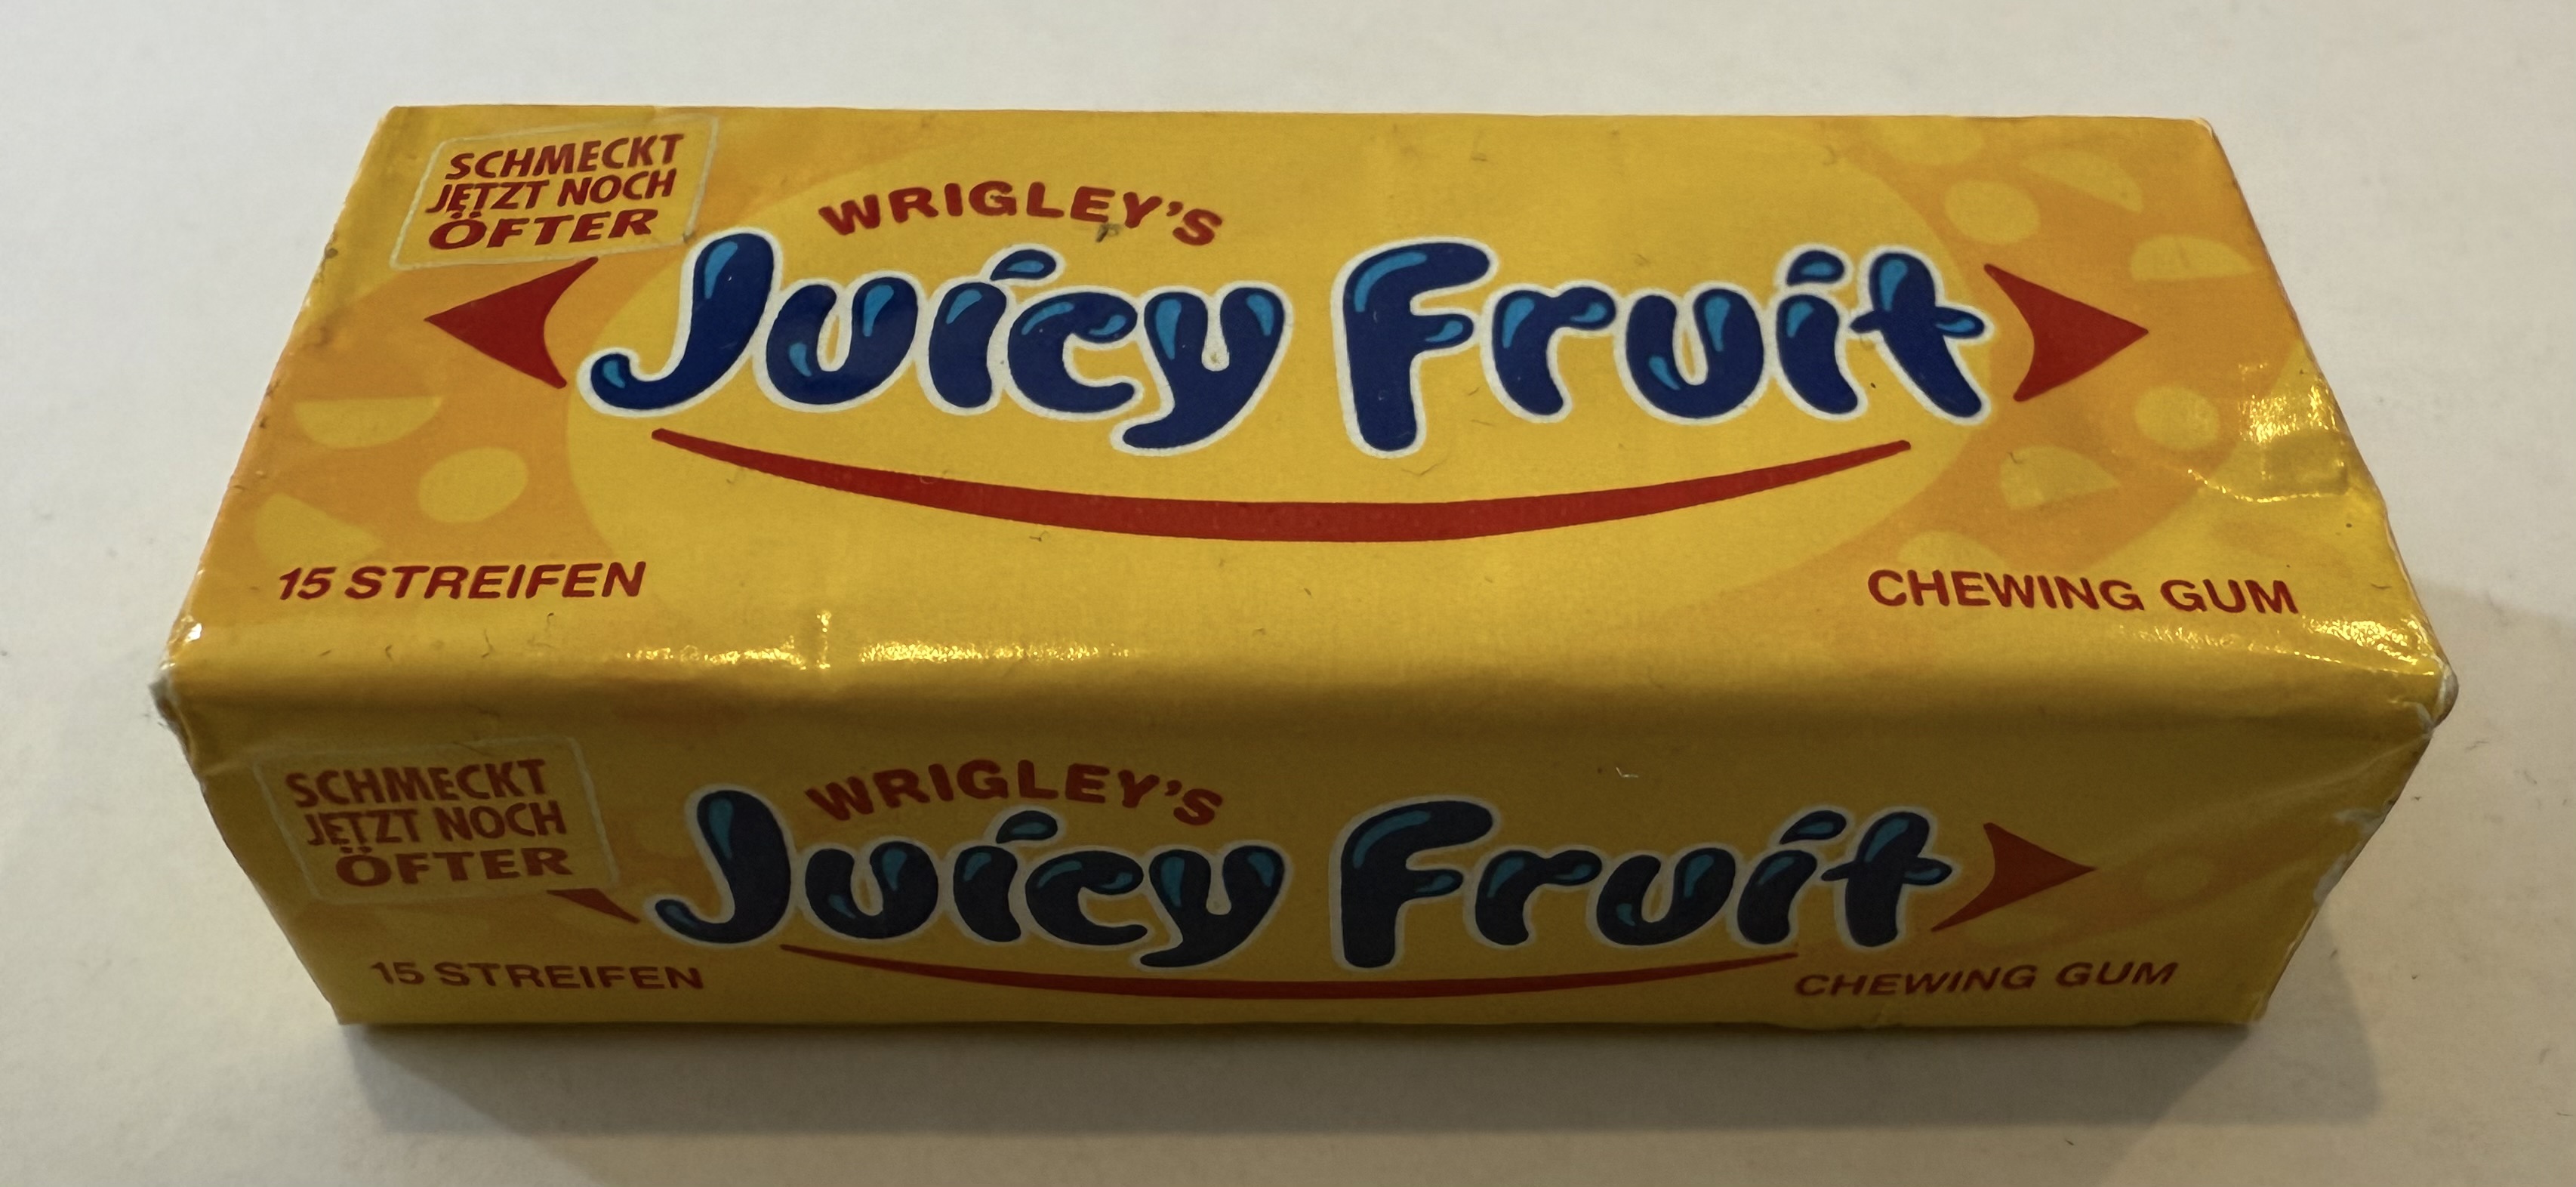 SCHMECKT
JETZT NOCH
ÖFTER
WRIGLEY'S
Juicy Fruit
15 STREIFEN
CHEWING GUM
SCHMECKT
JETZT NOCH
ÖFTER
WRIGLEY'S
Juicy Fruit
15 STREIFEN
CHEWING GUM